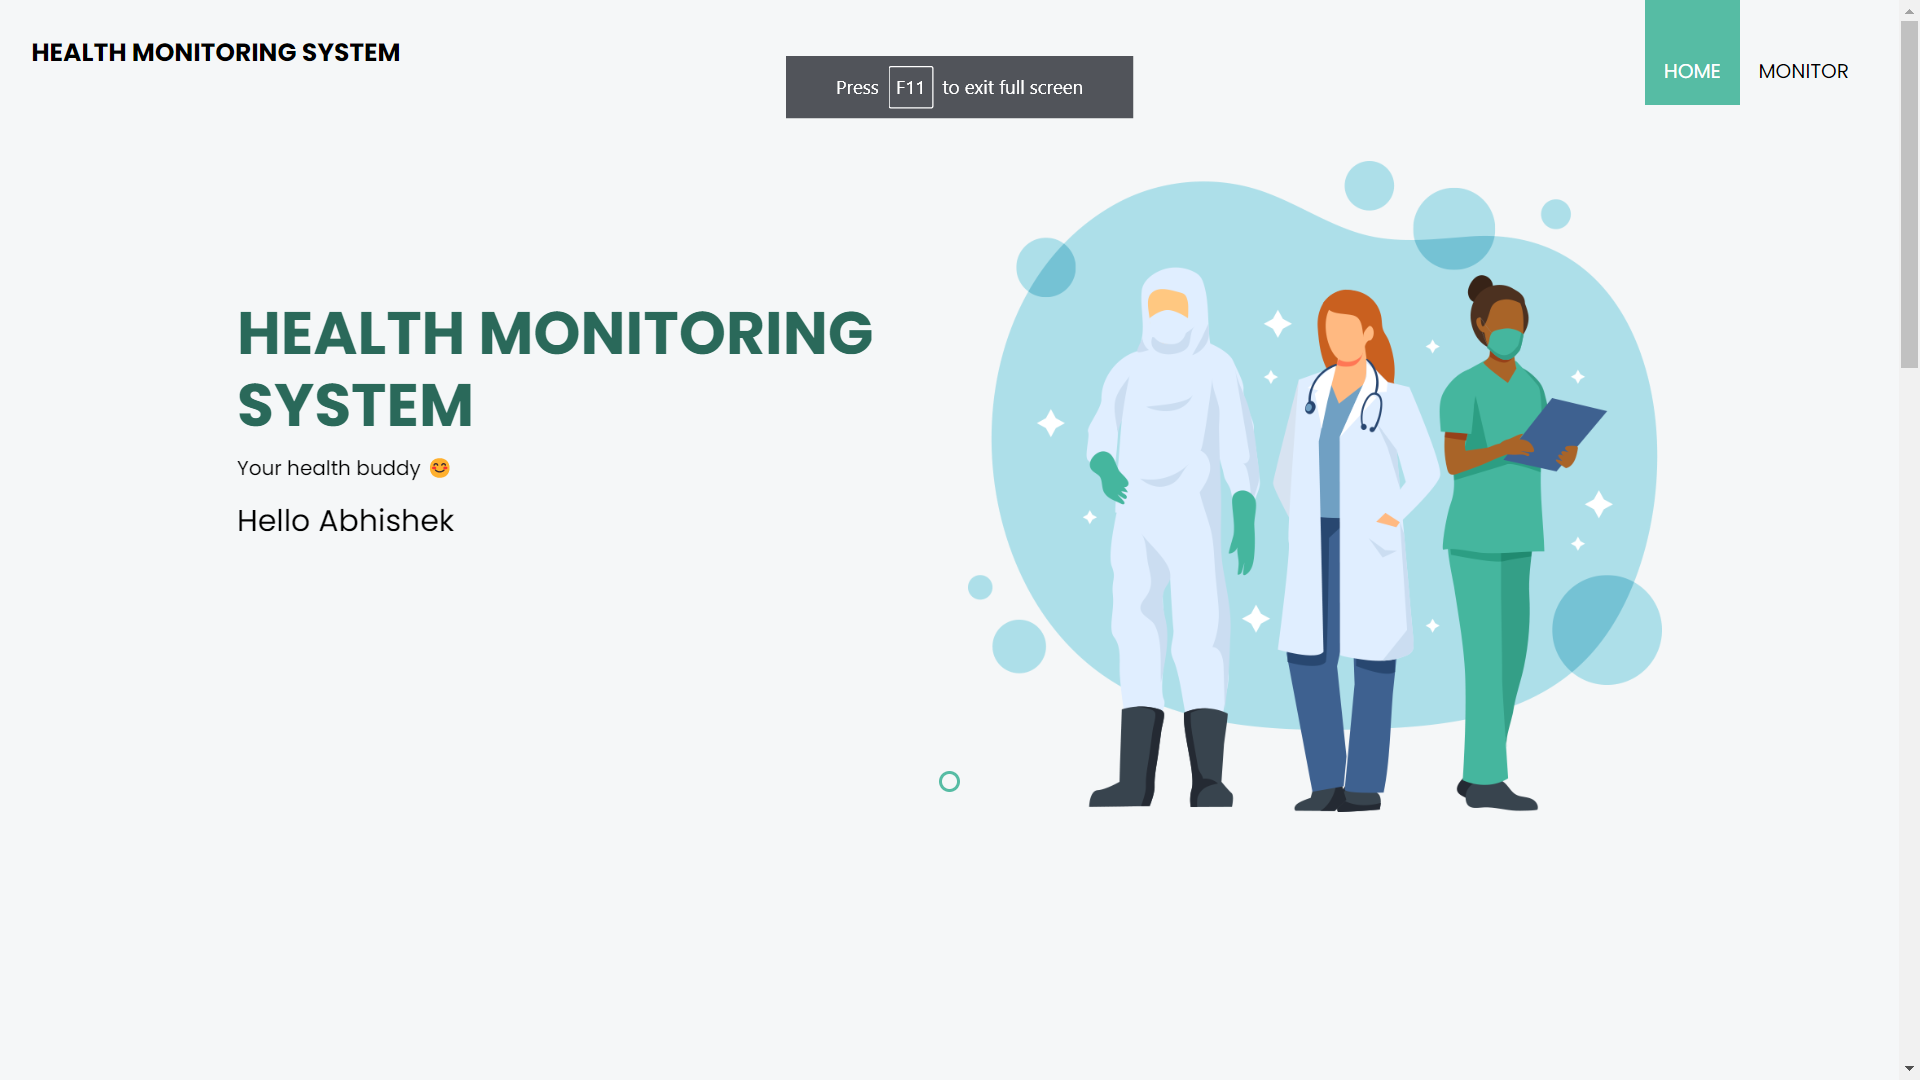 HEALTH MONITORING SYSTEM
Press F11 to exit full screen
HOME
MONITOR
HEALTH MONITORING
SYSTEM
Your health buddy 😊
Hello Abhishek